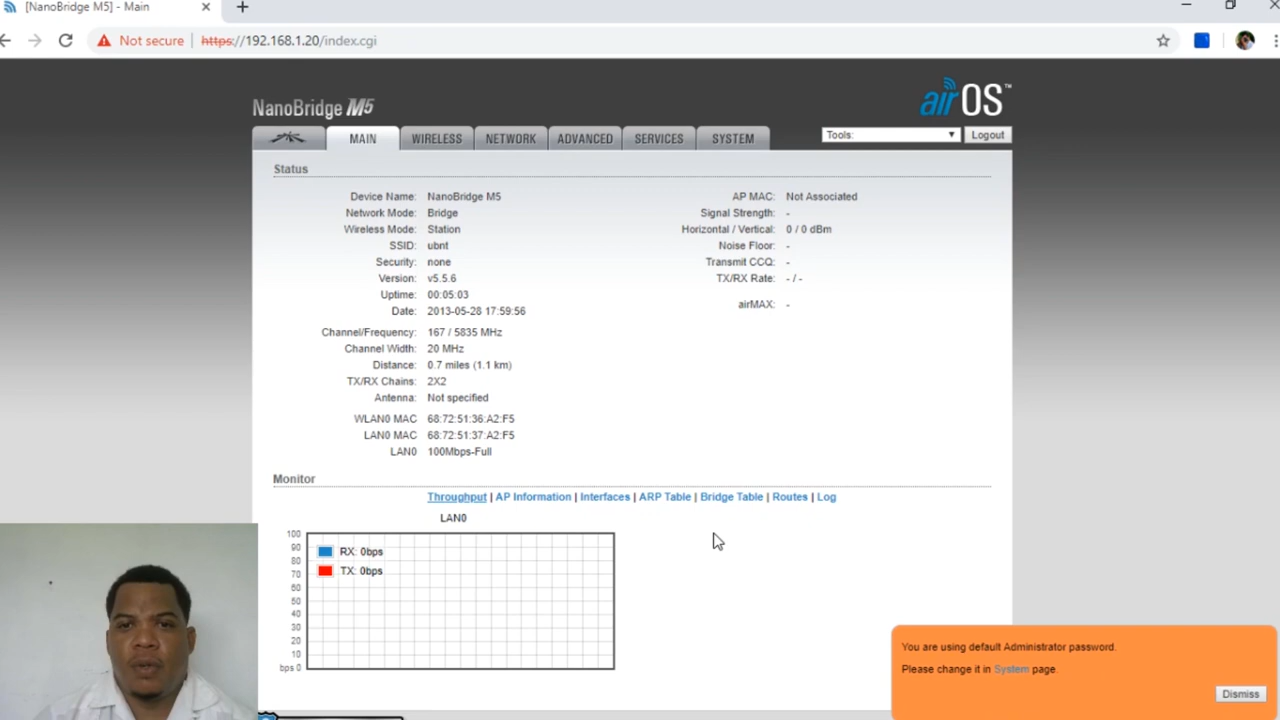 [NanoBridge M5] - Main
Not secure | https://192.168.1.20/index.cgi
NanoBridge M5
airOS™
MAIN WIRELESS NETWORK ADVANCED SERVICES SYSTEM Tools: Logout
Status
Device Name: NanoBridge M5
Network Mode: Bridge
Wireless Mode: Station
SSID: ubnt
Security: none
Version: v5.5.6
Uptime: 00:05:03
Date: 2013-05-28 17:59:56
Channel/Frequency: 167 / 5835 MHz
Channel Width: 20 MHz
Distance: 0.7 miles (1.1 km)
TX/RX Chains: 2X2
Antenna: Not specified
WLAN0 MAC 68:72:51:36:A2:F5
LAN0 MAC 68:72:51:37:A2:F5
LAN0 100Mbps-Full
AP MAC: Not Associated
Signal Strength: -
Horizontal / Vertical: 0 / 0 dBm
Noise Floor: -
Transmit CCQ: -
TX/RX Rate: - / -
airMAX: -
Monitor
Throughput | AP Information | Interfaces | ARP Table | Bridge Table | Routes | Log
LAN0
100
90
80
70
60
50
40
30
20
10
bps 0
RX: 0bps
TX: 0bps
You are using default Administrator password.
Please change it in System page.
Dismiss